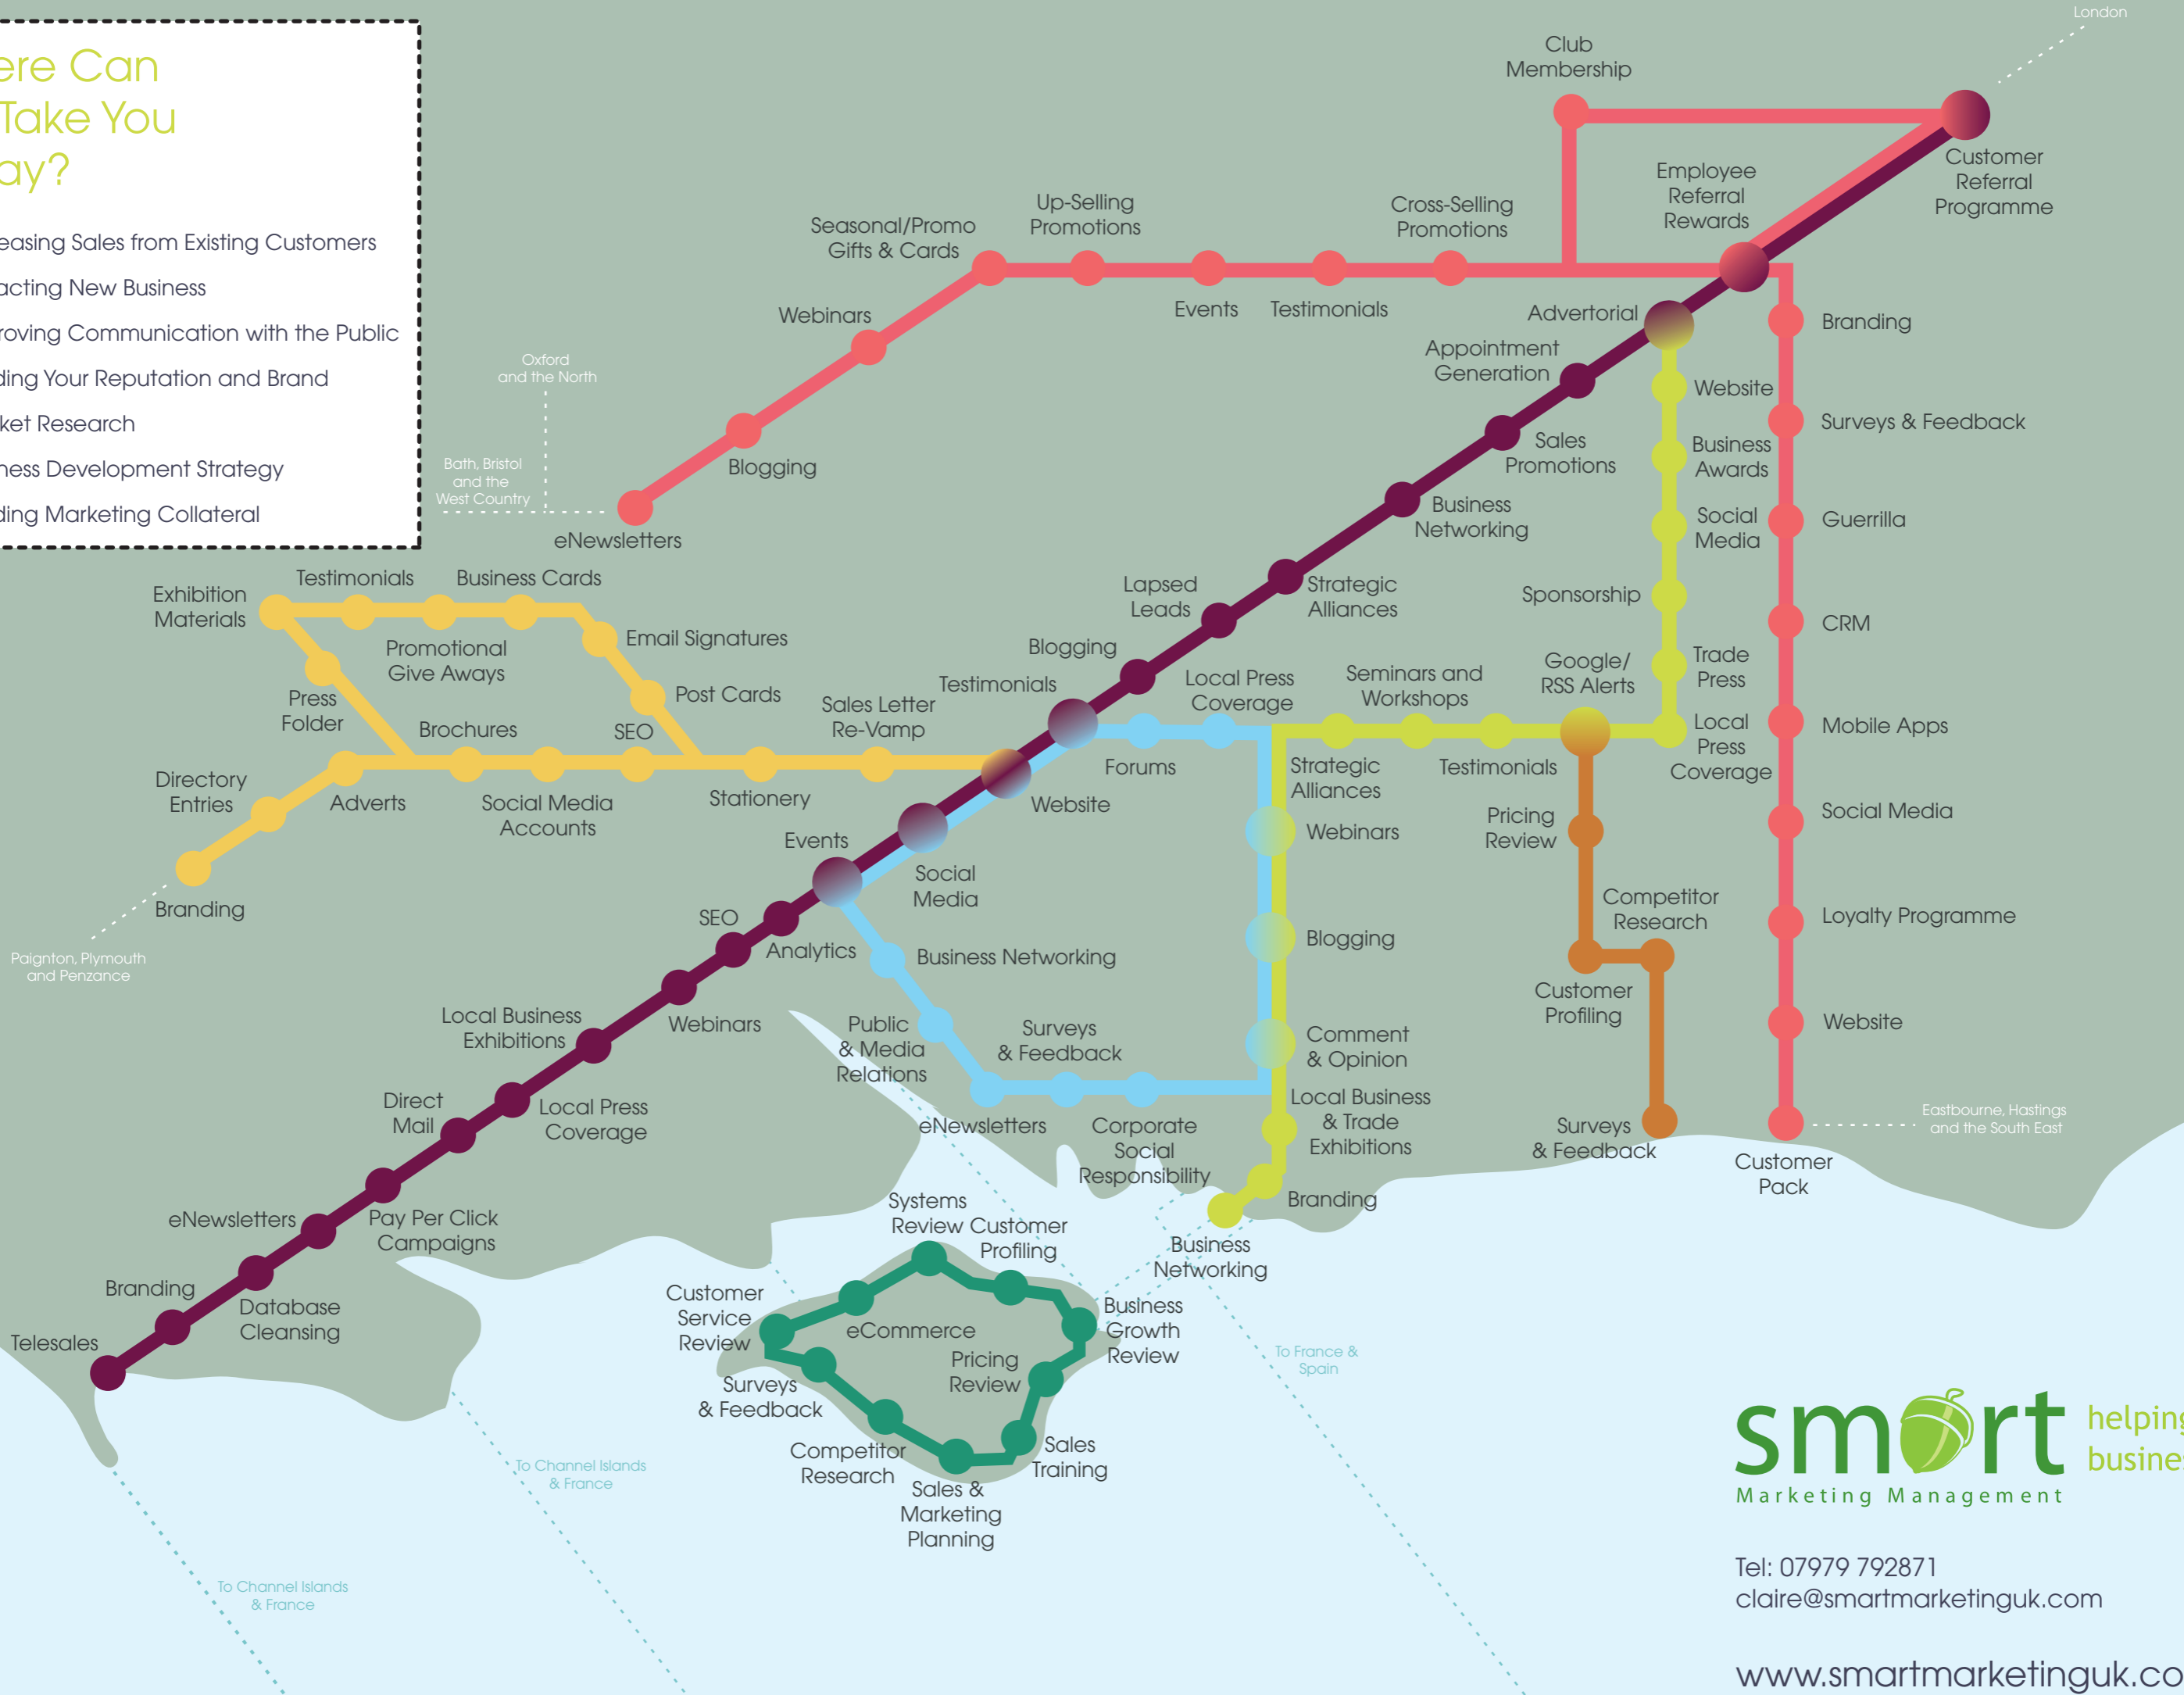 ere Can
Take You
ay?
easing Sales from Existing Customers
acting New Business
roving Communication with the Public
ding Your Reputation and Brand
ket Research
ness Development Strategy
ding Marketing Collateral
London
Club
Membership
Customer
Referral
Programme
Employee
Referral
Rewards
Cross-Selling
Promotions
Up-Selling
Promotions
Seasonal/Promo
Gifts & Cards
Events
Testimonials
Webinars
Blogging
eNewsletters
Oxford
and the North
Bath, Bristol
and the
West Country
Advertorial
Appointment
Generation
Sales
Promotions
Business
Networking
Strategic
Alliances
Lapsed
Leads
Blogging
Testimonials
Website
Social
Media
Events
Analytics
SEO
Webinars
Local Business
Exhibitions
Local Press
Coverage
Direct
Mail
Pay Per Click
Campaigns
eNewsletters
Database
Cleansing
Branding
Telesales
Branding
Surveys & Feedback
Guerrilla
CRM
Mobile Apps
Social Media
Loyalty Programme
Website
Customer
Pack
Eastbourne, Hastings
and the South East
Website
Business
Awards
Social
Media
Sponsorship
Trade
Press
Local
Press
Coverage
Google/
RSS Alerts
Testimonials
Seminars and
Workshops
Strategic
Alliances
Webinars
Blogging
Comment
& Opinion
Local Business
& Trade
Exhibitions
Branding
Business
Networking
Pricing
Review
Competitor
Research
Customer
Profiling
Surveys
& Feedback
Local Press
Coverage
Forums
Business Networking
Public
& Media
Relations
Surveys
& Feedback
eNewsletters
Corporate
Social
Responsibility
Exhibition
Materials
Testimonials
Business Cards
Promotional
Give Aways
Email Signatures
Post Cards
Press
Folder
Brochures
SEO
Sales Letter
Re-Vamp
Directory
Entries
Adverts
Social Media
Accounts
Stationery
Branding
Paignton, Plymouth
and Penzance
Systems
Review
Customer
Profiling
Customer
Service
Review
eCommerce
Business
Growth
Review
Pricing
Review
Surveys
& Feedback
Competitor
Research
Sales
Training
Sales &
Marketing
Planning
To France &
Spain
To Channel Islands
& France
To Channel Islands
& France
smart
Marketing Management
helping
busine
Tel: 07979 792871
claire@smartmarketinguk.com
www.smartmarketinguk.co